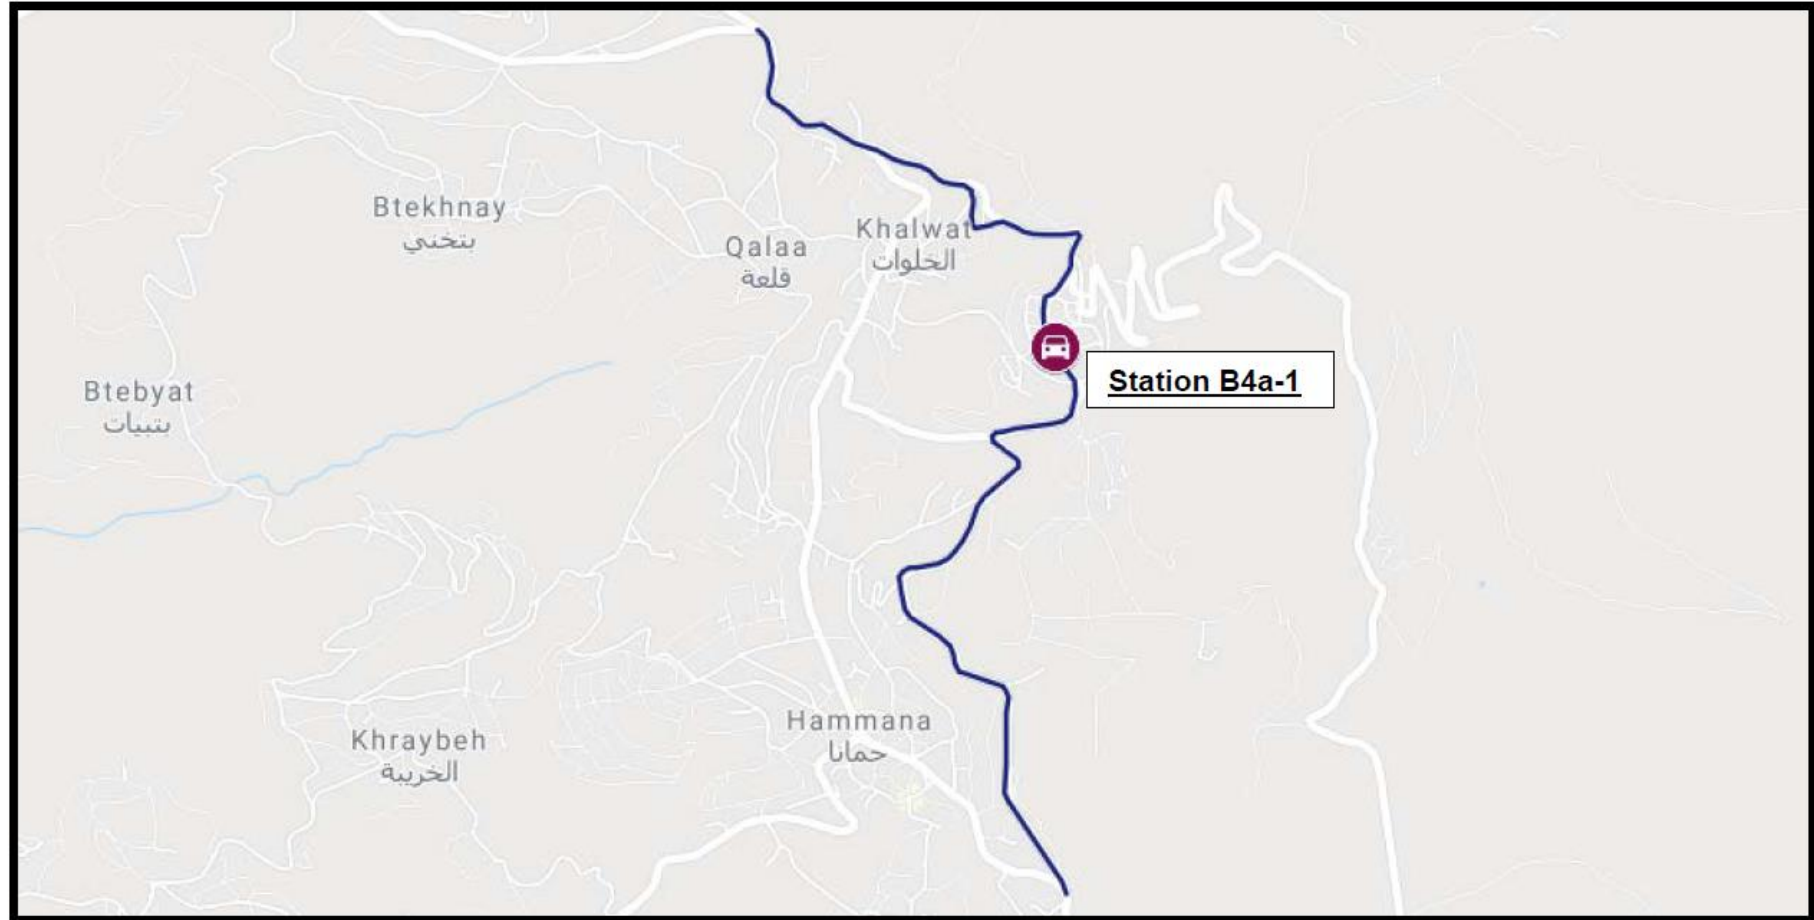 Btekhnay
بتخني
Qalaa
قلعة
Khalwat
الخلوات
Btebyat
بتبيات
Station B4a-1
Khraybeh
الخريبة
Hammana
حمانا